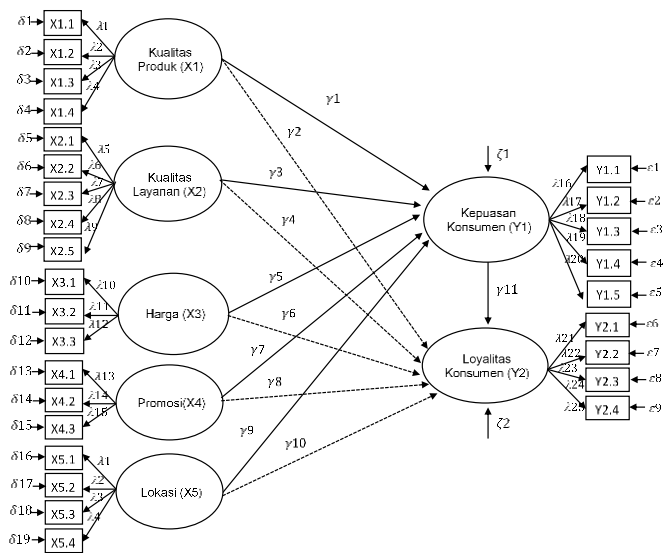 δ1
X1.1
λ1
δ2
X1.2
λ2
δ3
X1.3
λ3
δ4
X1.4
λ4
Kualitas
Produk (X1)
δ5
X2.1
λ5
δ6
X2.2
λ6
δ7
X2.3
δ8
X2.4
λ8
δ9
X2.5
λ9
Kualitas
Layanan (X2)
δ10
X3.1
λ10
δ11
X3.2
λ11
δ12
X3.3
λ12
Harga (X3)
δ13
X4.1
λ13
δ14
X4.2
λ14
δ15
X4.3
λ15
Promosi(X4)
δ16
X5.1
λ1
δ17
X5.2
λ2
δ18
X5.3
λ3
δ19
X5.4
λ4
Lokasi (X5)
γ1
γ2
γ3
γ4
γ5
γ6
γ7
γ8
γ9
γ10
ζ1
Kepuasan
Konsumen (Y1)
γ11
Loyalitas
Konsumen (Y2)
ζ2
λ16
Y1.1
ε1
λ17
Y1.2
ε2
λ18
Y1.3
ε3
λ19
Y1.4
ε4
λ20
Y1.5
ε5
λ21
Y2.1
ε6
λ22
Y2.2
ε7
λ23
Y2.3
ε8
λ24
Y2.4
ε9
λ25